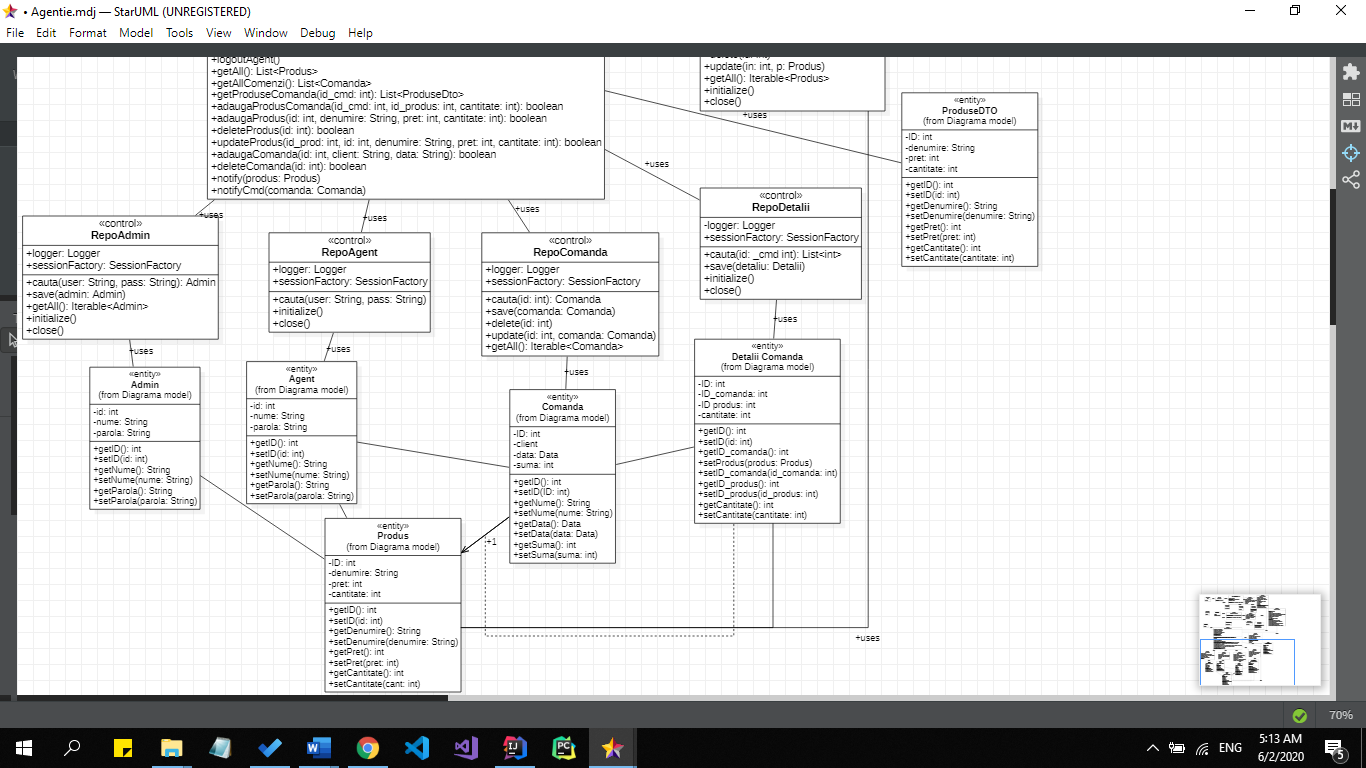 • Agentie.mdj — StarUML (UNREGISTERED)
File Edit Format Model Tools View Window Debug Help
+logoutAgent()
+getAll(): List<Produs>
+getAllComenzi(): List<Comanda>
+getProduseComanda(id_cmd: int): List<ProduseDto>
+adaugaProdusComanda(id_cmd: int, id_produs: int, cantitate: int): boolean
+adaugaProdus(id: int, denumire: String, pret: int, cantitate: int): boolean
+deleteProdus(id: int): boolean
+updateProdus(id_prod: int, id: int, denumire: String, pret: int, cantitate: int): boolean
+adaugaComanda(id: int, client: String, data: String): boolean
+deleteComanda(id: int): boolean
+notify(produs: Produs)
+notifyCmd(comanda: Comanda)
+update(in: int, p: Produs)
+getAll(): Iterable<Produs>
+initialize()
+close()
+uses
«entity»
ProduseDTO
(from Diagrama model)
-ID: int
-denumire: String
-pret: int
-cantitate: int
+getID(): int
+setID(id: int)
+getDenumire(): String
+setDenumire(denumire: String)
+getPret(): int
+setPret(pret: int)
+getCantitate(): int
+setCantitate(cantitate: int)
+uses
+uses
+uses
+uses
«control»
RepoAdmin
+logger: Logger
+sessionFactory: SessionFactory
+cauta(user: String, pass: String): Admin
+save(admin: Admin)
+getAll(): Iterable<Admin>
+initialize()
+close()
«control»
RepoAgent
+logger: Logger
+sessionFactory: SessionFactory
+cauta(user: String, pass: String)
+initialize()
+close()
«control»
RepoComanda
+logger: Logger
+sessionFactory: SessionFactory
+cauta(id: int): Comanda
+save(comanda: Comanda)
+delete(id: int)
+update(id: int, comanda: Comanda)
+getAll(): Iterable<Comanda>
«control»
RepoDetalii
-logger: Logger
+sessionFactory: SessionFactory
+cauta(id: _cmd int): List<int>
+save(detaliu: Detalii)
+initialize()
+close()
+uses
+uses
+uses
+uses
«entity»
Admin
(from Diagrama model)
-id: int
-nume: String
-parola: String
+getID(): int
+setID(id: int)
+getNume(): String
+setNume(nume: String)
+getParola(): String
+setParola(parola: String)
«entity»
Agent
(from Diagrama model)
-id: int
-nume: String
-parola: String
+getID(): int
+setID(id: int)
+getNume(): String
+setNume(nume: String)
+getParola(): String
+setParola(parola: String)
«entity»
Comanda
(from Diagrama model)
-ID: int
-client
-data: Data
-suma: int
+getID(): int
+setID(ID: int)
+getNume(): String
+setNume(nume: String)
+getData(): Data
+setData(data: Data)
+getSuma(): int
+setSuma(suma: int)
«entity»
Detalii Comanda
(from Diagrama model)
-ID: int
-ID_comanda: int
-ID produs: int
-cantitate: int
+getID(): int
+setID(id: int)
+getID_comanda(): int
+setProdus(produs: Produs)
+setID_comanda(id_comanda: int)
+getID_produs(): int
+setID_produs(id_produs: int)
+getCantitate(): int
+setCantitate(cantitate: int)
«entity»
Produs
(from Diagrama model)
-ID: int
-denumire: String
-pret: int
-cantitate: int
+getID(): int
+setID(id: int)
+getDenumire(): String
+setDenumire(denumire: String)
+getPret(): int
+setPret(pret: int)
+getCantitate(): int
+setCantitate(cant: int)
+1
+uses
70%
ENG
5:13 AM
6/2/2020
5